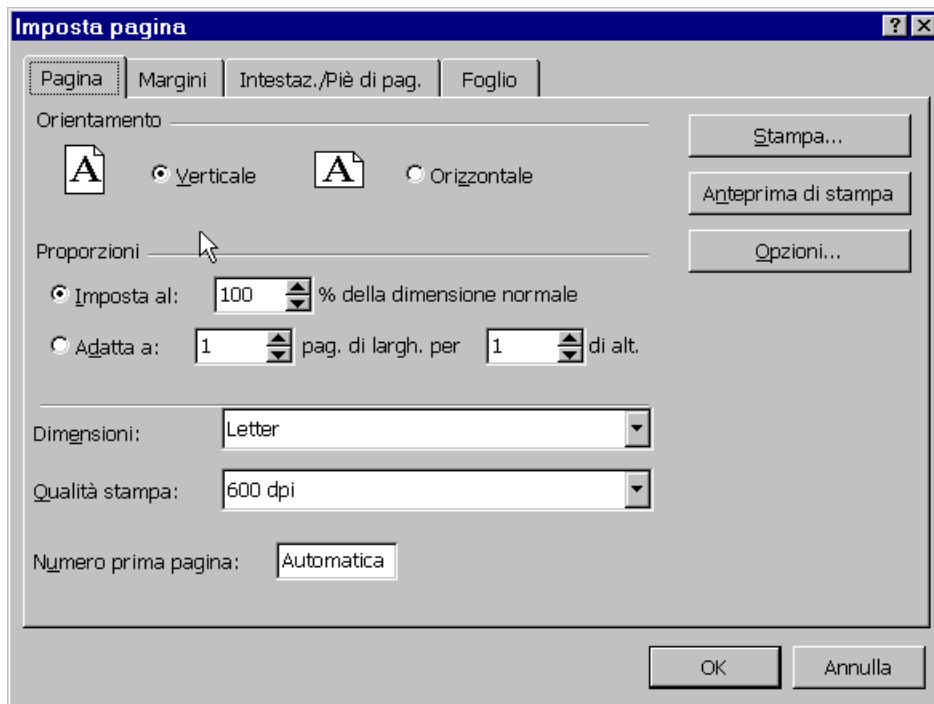 Imposta pagina
Pagina Margini Intestaz./Piè di pag. Foglio
Orientamento
A Verticale A Orizzontale
Stampa...
Anteprima di stampa
Opzioni...
Proporzioni
Imposta al: 100 % della dimensione normale
Adatta a: 1 pag. di largh. per 1 di alt.
Dimensioni: Letter
Qualità stampa: 600 dpi
Numero prima pagina: Automatica
OK Annulla